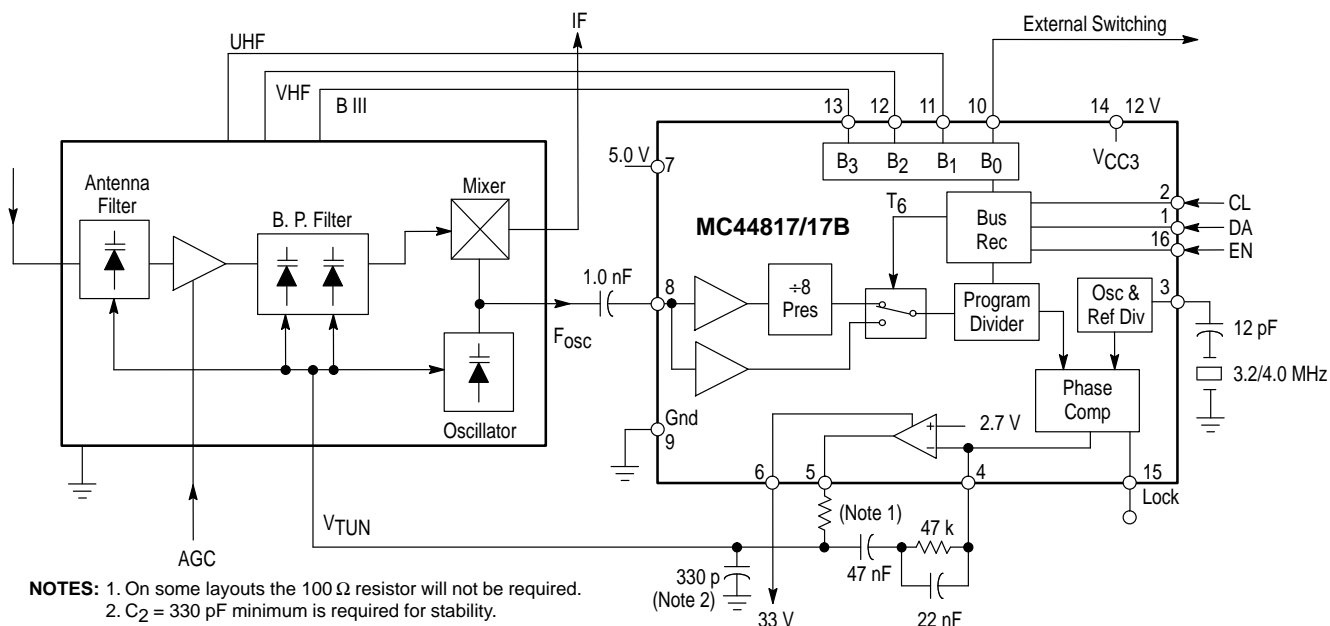 IF
External Switching
UHF
VHF
B III
13 12 11 10 14 12 V
5.0 V
7
B3 B2 B1 B0
VCC3
Antenna
Filter
B. P. Filter
Mixer
MC44817/17B
T6
Bus
Rec
2 CL
1 DA
16 EN
1.0 nF
8
÷8
Pres
Program
Divider
Osc &
Ref Div
3
12 pF
Fosc
3.2/4.0 MHz
Phase
Comp
Oscillator
Gnd
9
+
–
2.7 V
6 5 4 15
Lock
VTUN
(Note 1)
47 k
AGC
330 p
(Note 2)
47 nF
22 nF
33 V
NOTES: 1. On some layouts the 100 Ω resistor will not be required.
2. C2 = 330 pF minimum is required for stability.